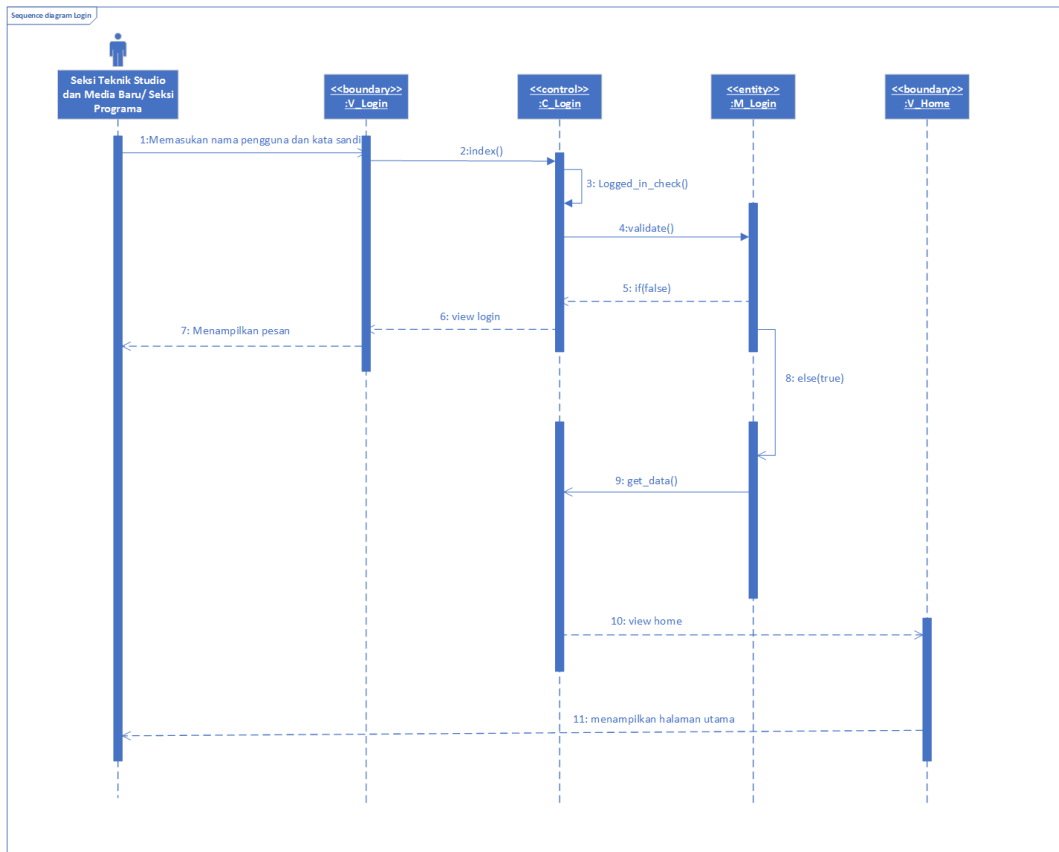 Sequence diagram Login
Seksi Teknik Studio
dan Media Baru/ Seksi
Programa
<<boundary>>
:V_Login
<<control>>
:C_Login
<<entity>>
:M_Login
<<boundary>>
:V_Home
1:Memasukan nama pengguna dan kata sandi
2:index()
3: Logged_in_check()
4:validate()
5: if(false)
6: view login
7: Menampilkan pesan
8: else(true)
9: get_data()
10: view home
11: menampilkan halaman utama